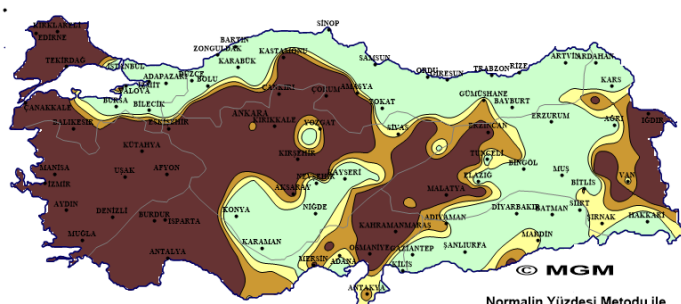 SİNOP
KIRKLARELİ
EDİRNE
BARTIN
ZONGULDAK
KASTAMONU
TEKİRDAĞ
İSTANBUL
KARABÜK
SAMSUN
ORDU
GİRESUN
TRABZON
RİZE
ARTVİN
ARDAHAN
ADAPAZARI
DÜZCE
İZMİT
BOLU
YALOVA
KARS
ÇANKIRI
ÇORUM
AMASYA
GÜMÜŞHANE
TOKAT
BAYBURT
ÇANAKKALE
BURSA
BİLECİK
ANKARA
KIRIKKALE
YOZGAT
SİVAS
ERZİNCAN
ERZURUM
AĞRI
IĞDIR
BALIKESİR
ESKİŞEHİR
KÜTAHYA
KIRŞEHİR
TUNCELİ
BİNGÖL
MUŞ
MANİSA
UŞAK
AFYON
NEVŞEHİR
KAYSERİ
ELAZIĞ
VAN
İZMİR
AKSARAY
MALATYA
BİTLİS
AYDIN
DENİZLİ
BURDUR
ISPARTA
KONYA
NİĞDE
ADIYAMAN
DİYARBAKIR
BATMAN
SİİRT
ŞIRNAK
HAKKARİ
MUĞLA
KAHRAMANMARAS
MARDİN
ANTALYA
KARAMAN
OSMANİYE
GAZİANTEP
ŞANLIURFA
MERSİN
ADANA
KİLİS
ANTAKYA
© MGM
Normalin Yüzdesi Metodu ile